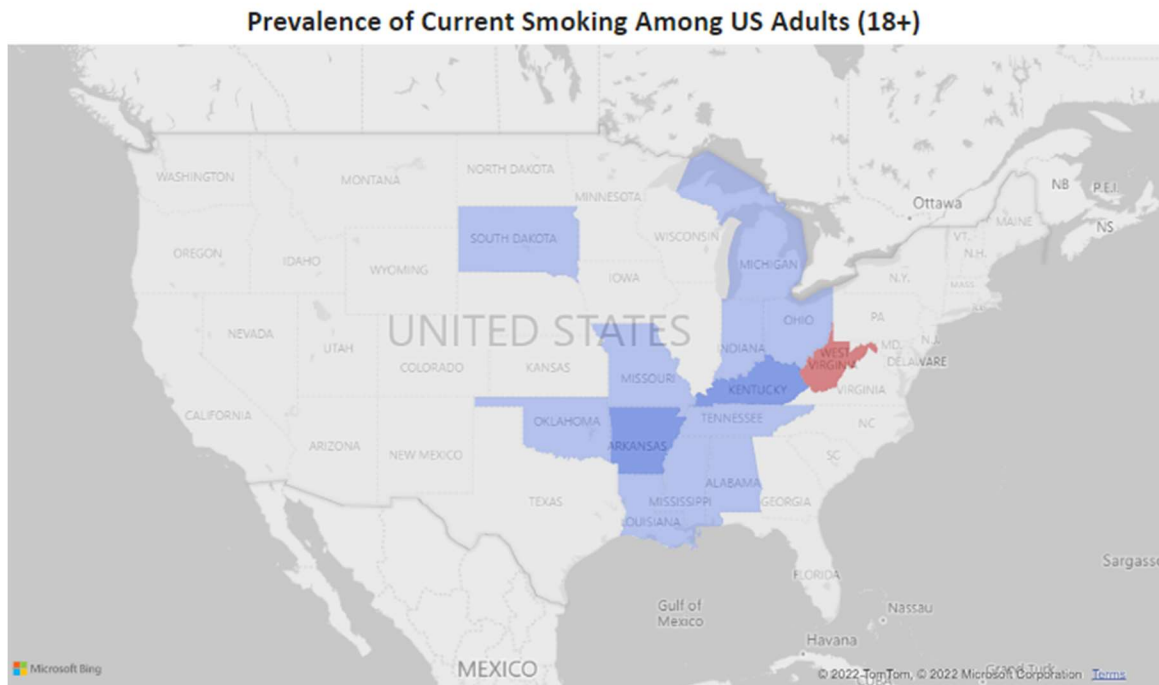 Prevalence of Current Smoking Among US Adults (18+)
WASHINGTON
MONTANA
NORTH DAKOTA
MINNESOTA
Ottawa
NB
P.E.I.
NS
MAINE
VT.
N.H.
OREGON
IDAHO
WYOMING
SOUTH DAKOTA
WISCONSIN
MICHIGAN
N.Y.
MASS
IOWA
NEVADA
UTAH
UNITED STATES
OHIO
PA
N.J.
INDIANA
WEST
VIRGINIA
MD.
DELAWARE
COLORADO
KANSAS
MISSOURI
KENTUCKY
VIRGINIA
CALIFORNIA
ARIZONA
NEW MEXICO
OKLAHOMA
ARKANSAS
TENNESSEE
NC
SC
TEXAS
LOUISIANA
MISSISSIPPI
ALABAMA
GEORGIA
FLORIDA
Sargasso
Gulf of
Mexico
Nassau
Havana
MEXICO
CUBA
Grand Turk
Microsoft Bing
© 2022 TomTom, © 2022 Microsoft Corporation Terms